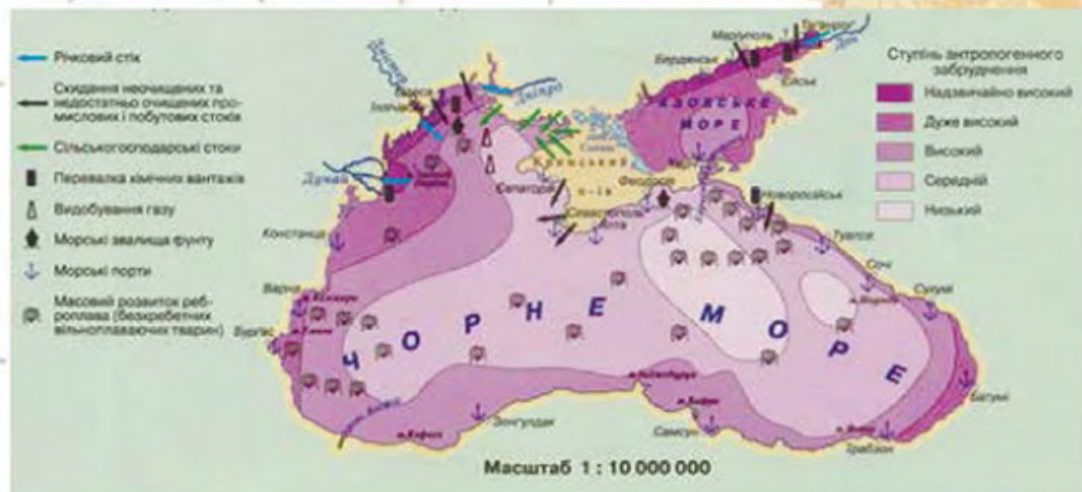 Річковий стік
Скидання неочищених та
недостатньо очищених про-
мислових і побутових стоків
Сільськогосподарські стоки
Перевалка хімічних вантажів
Видобування газу
Морські звалища ґрунту
Морські порти
Масовий розвиток реб-
роплава (безхребетних
вільноплаваючих тварин)
Ступінь антропогенного
забруднення
Надзвичайно високий
Дуже високий
Високий
Середній
Низький
Таганрог
Дон
Маріуполь
Бердянськ
Єйськ
АЗОВСЬКЕ
МОРЕ
Одеса
Дніпро
Кримський
п-ів
Дунай
Євпаторія
Феодосія
Новоросійськ
Севастополь
Ялта
Туапсе
Констанца
Сочі
Сухумі
Варна
Бургас
ЧОРНЕ МОРЕ
Батумі
Зонгулдак
Самсун
Трабзон
Масштаб 1 : 10 000 000